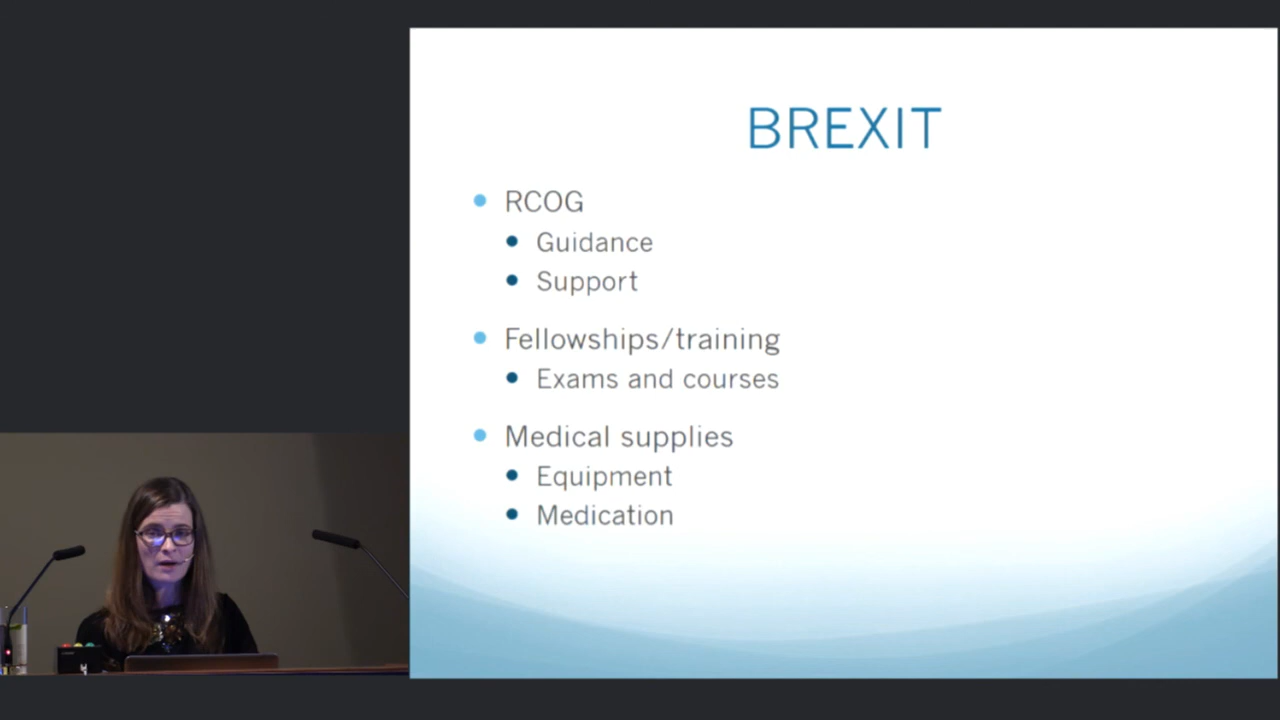 BREXIT
RCOG
Guidance
Support
Fellowships/training
Exams and courses
Medical supplies
Equipment
Medication